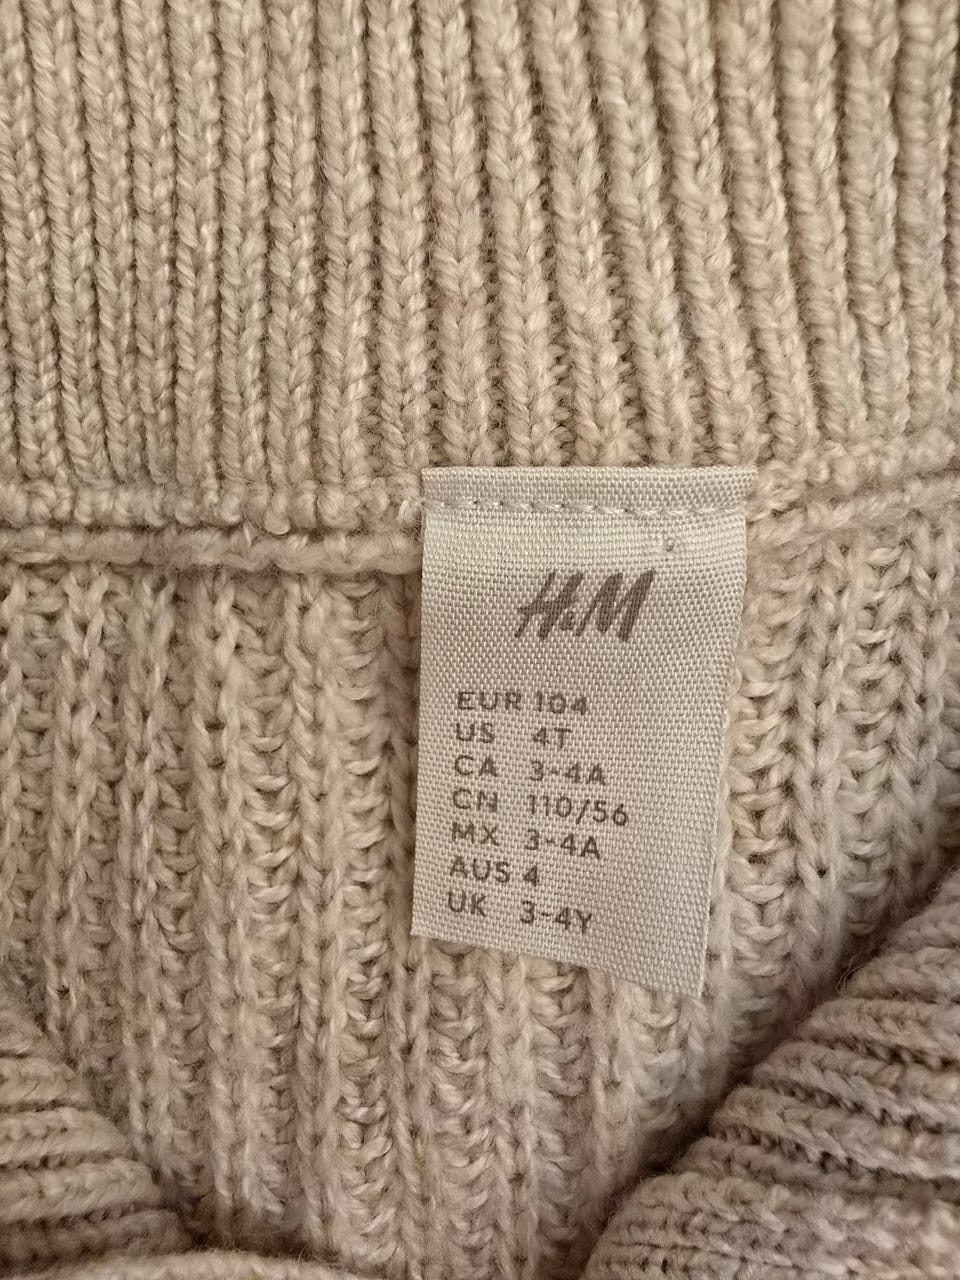 H&M
EUR 104
US 4T
CA 3-4A
CN 110/56
MX 3-4A
AUS 4
UK 3-4Y